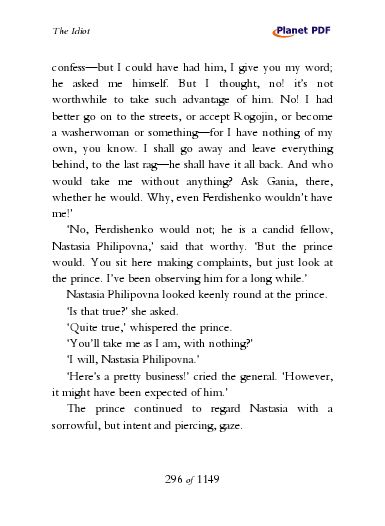 The Idiot
Planet PDF
confess—but I could have had him, I give you my word;
he asked me himself. But I thought, no! it's not
worthwhile to take such advantage of him. No! I had
better go on to the streets, or accept Rogojin, or become
a washerwoman or something—for I have nothing of my
own, you know. I shall go away and leave everything
behind, to the last rag—he shall have it all back. And who
would take me without anything? Ask Gania, there,
whether he would. Why, even Ferdishenko wouldn't have
me!'
'No, Ferdishenko would not; he is a candid fellow,
Nastasia Philipovna,' said that worthy. 'But the prince
would. You sit here making complaints, but just look at
the prince. I've been observing him for a long while.'
Nastasia Philipovna looked keenly round at the prince.
'Is that true?' she asked.
'Quite true,' whispered the prince.
'You'll take me as I am, with nothing?'
'I will, Nastasia Philipovna.'
'Here's a pretty business!' cried the general. 'However,
it might have been expected of him.'
The prince continued to regard Nastasia with a
sorrowful, but intent and piercing, gaze.
296 of 1149